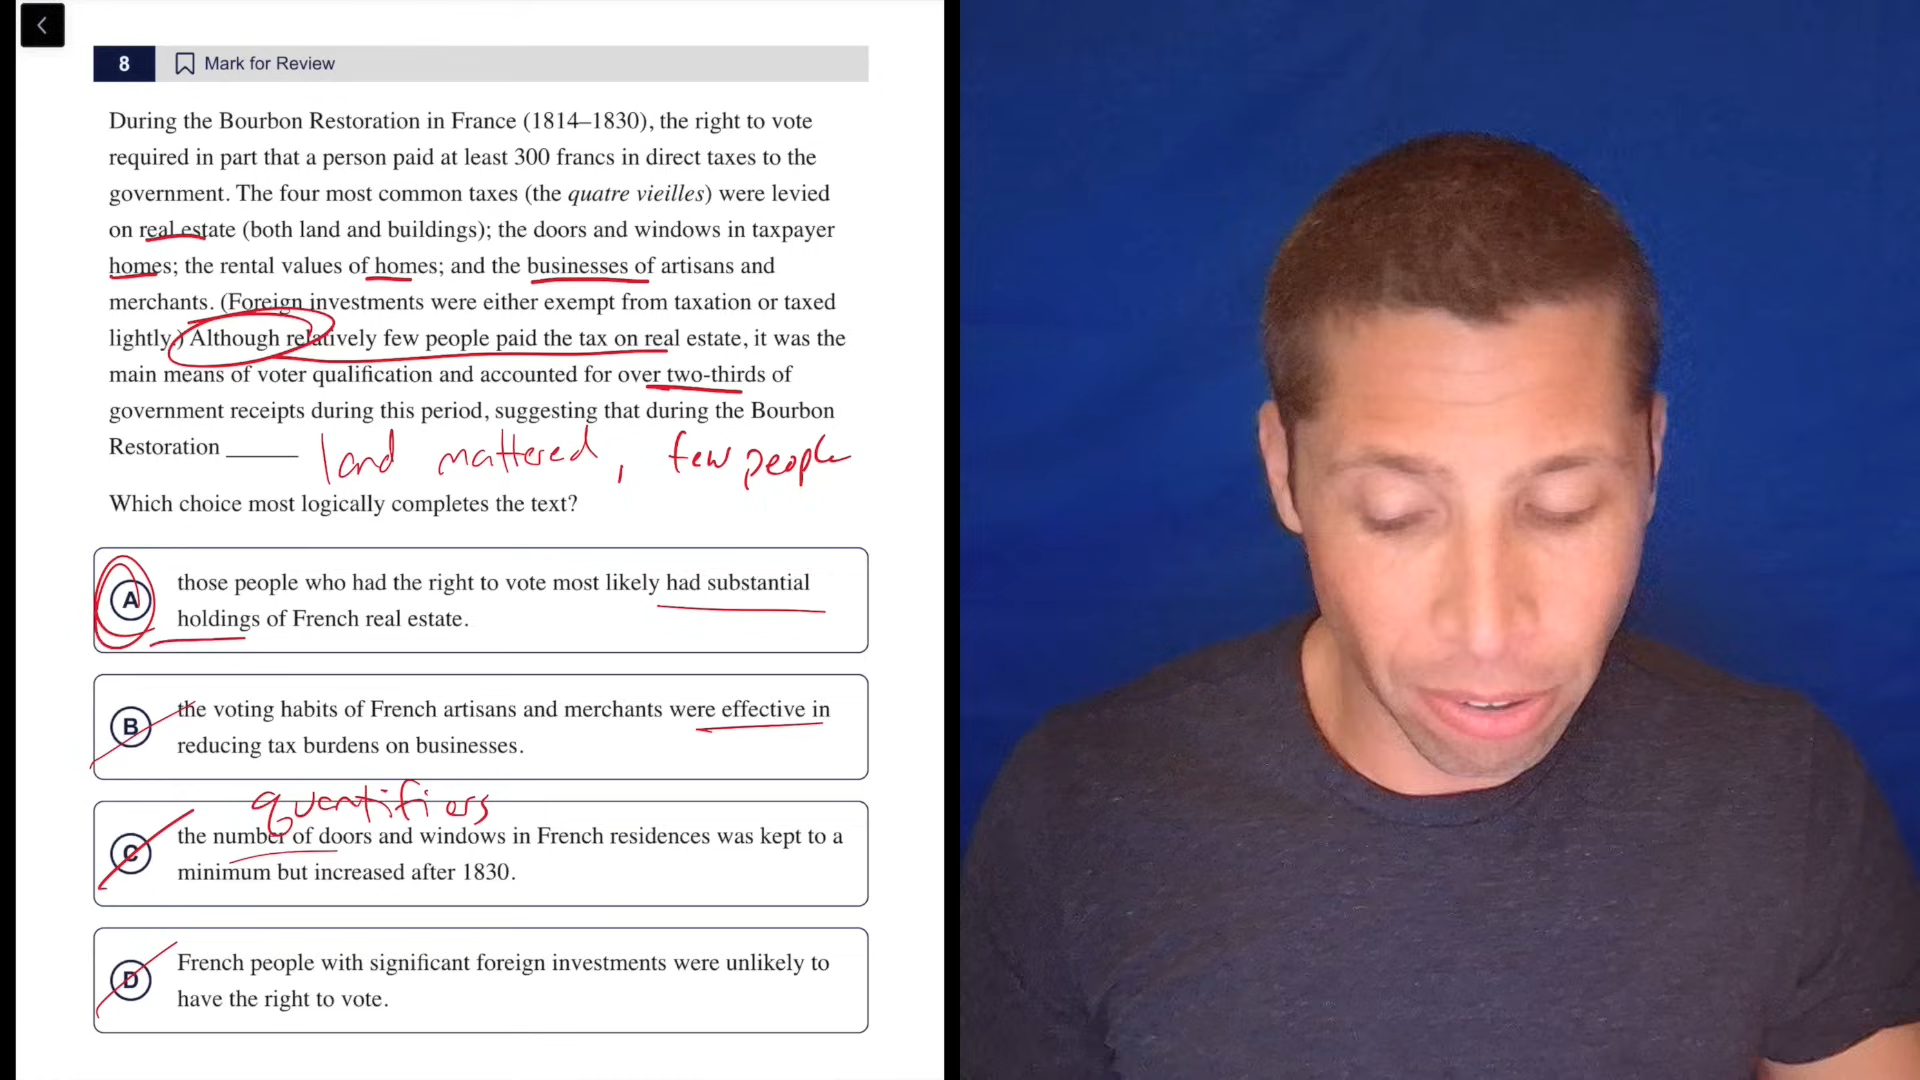 8 Mark for Review
During the Bourbon Restoration in France (1814–1830), the right to vote
required in part that a person paid at least 300 francs in direct taxes to the
government. The four most common taxes (the quatre vieilles) were levied
on real estate (both land and buildings); the doors and windows in taxpayer
homes; the rental values of homes; and the businesses of artisans and
merchants. (Foreign investments were either exempt from taxation or taxed
lightly.) Although relatively few people paid the tax on real estate, it was the
main means of voter qualification and accounted for over two-thirds of
government receipts during this period, suggesting that during the Bourbon
Restoration ______ land mattered, few people
Which choice most logically completes the text?
A those people who had the right to vote most likely had substantial
holdings of French real estate.
B the voting habits of French artisans and merchants were effective in
reducing tax burdens on businesses.
quantifiers
C the number of doors and windows in French residences was kept to a
minimum but increased after 1830.
D French people with significant foreign investments were unlikely to
have the right to vote.